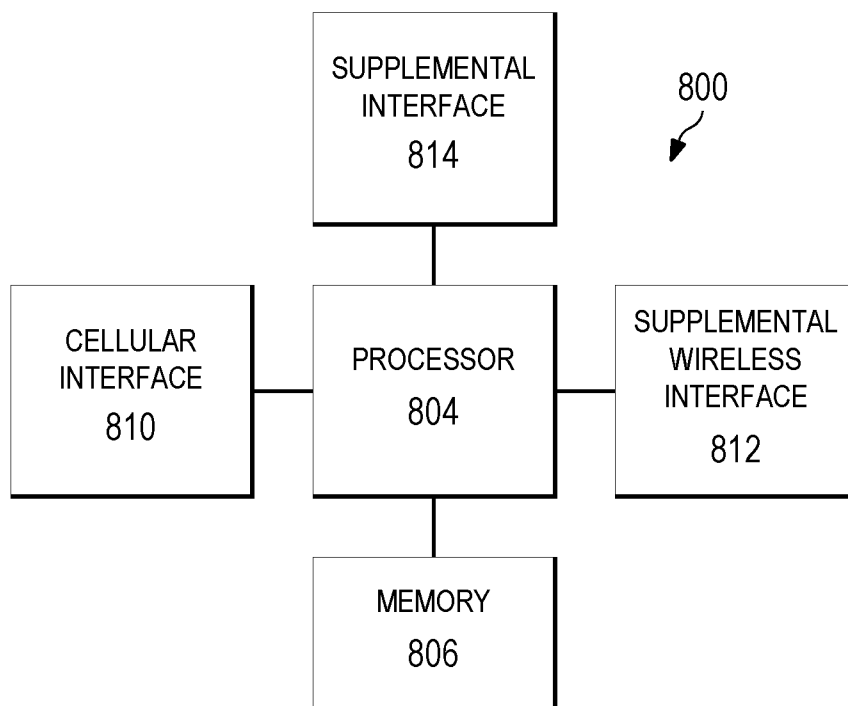 SUPPLEMENTAL
INTERFACE
814
800
CELLULAR
INTERFACE
810
PROCESSOR
804
SUPPLEMENTAL
WIRELESS
INTERFACE
812
MEMORY
806